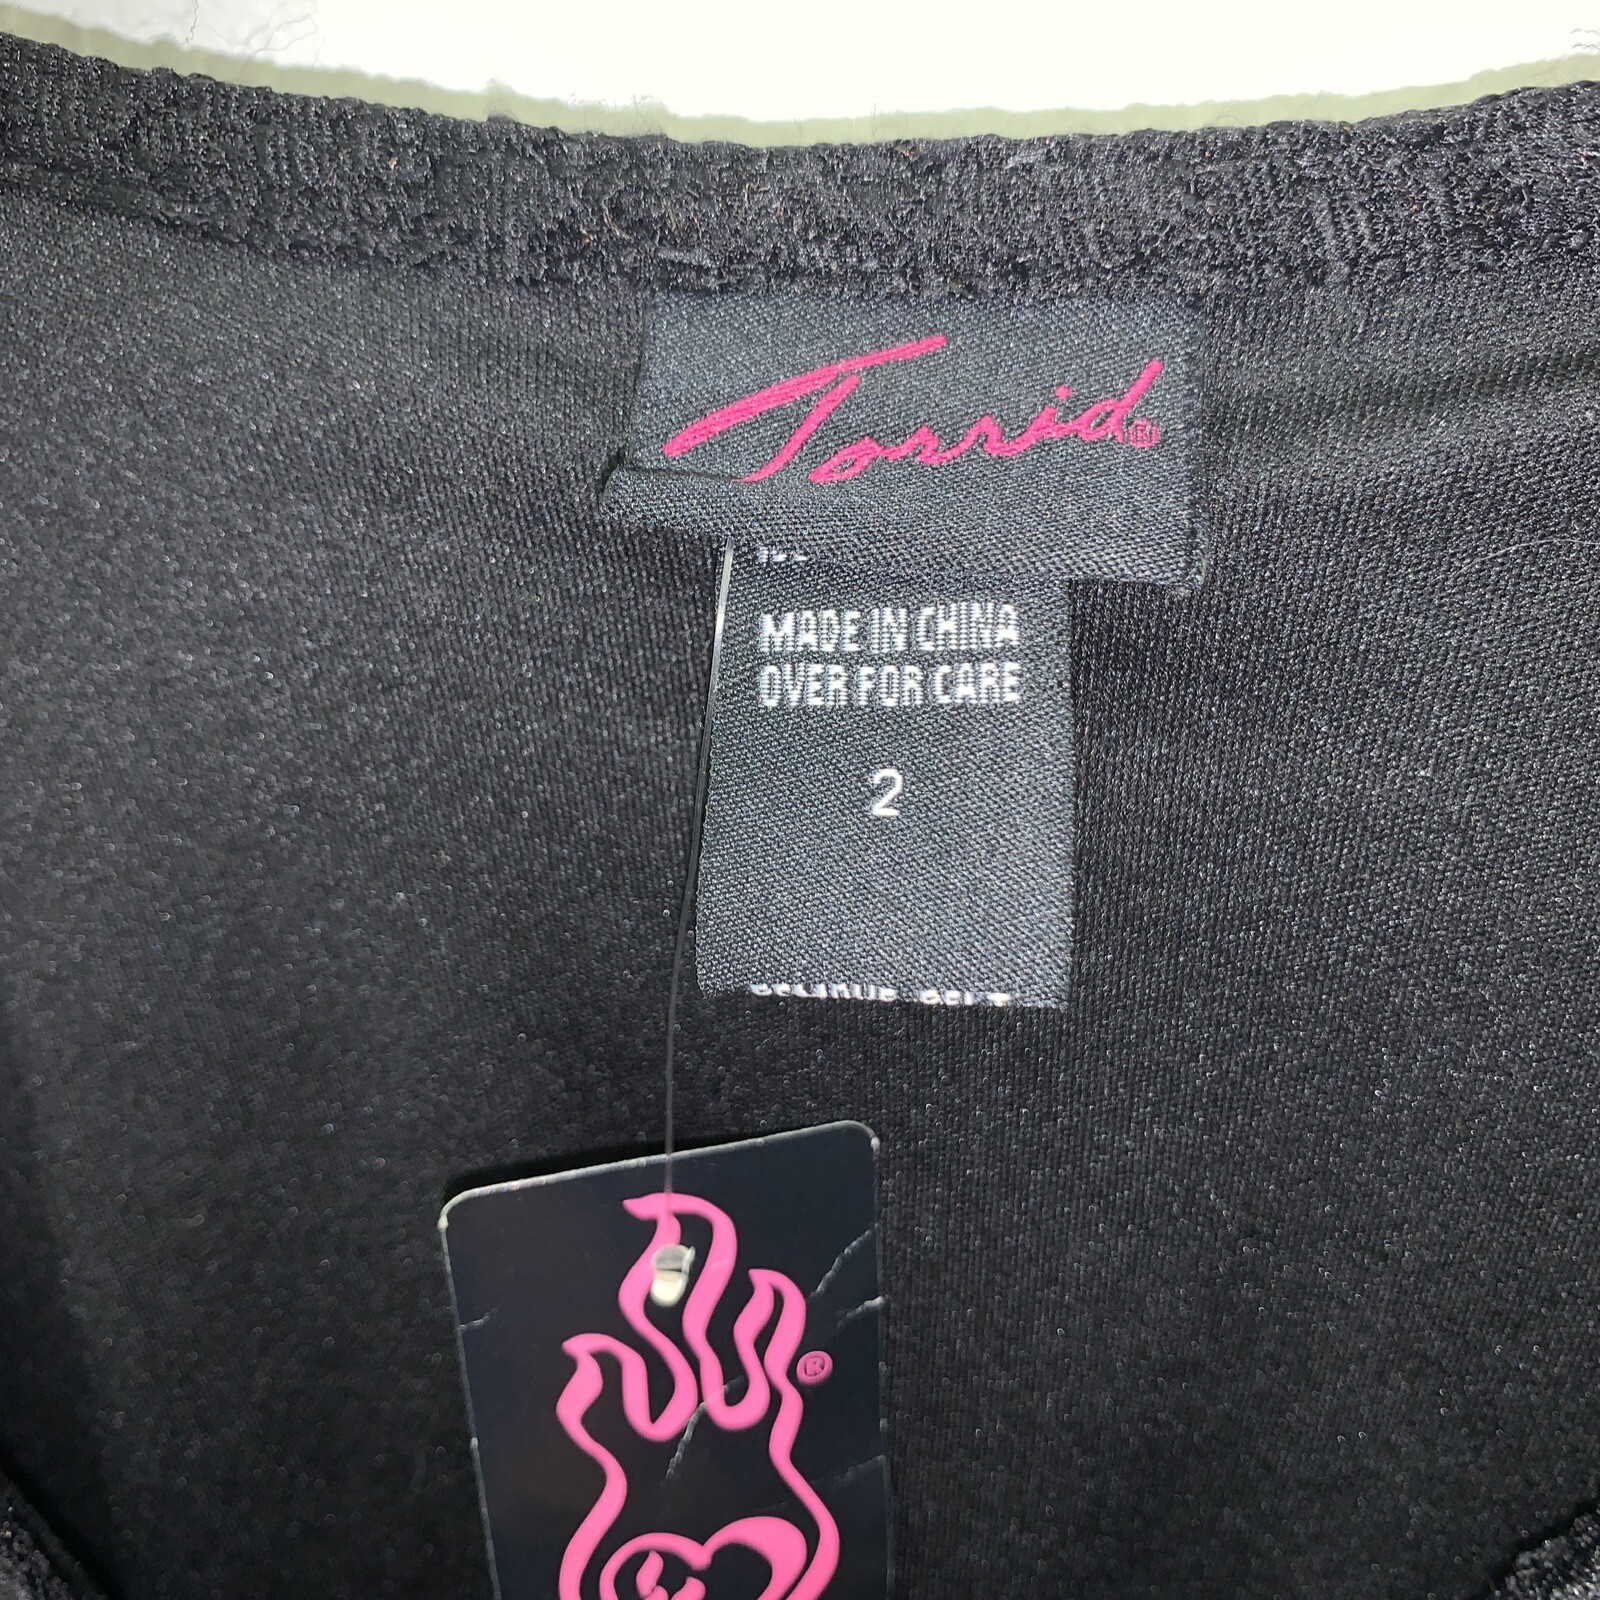 Torrid®
MADE IN CHINA
OVER FOR CARE
2
®